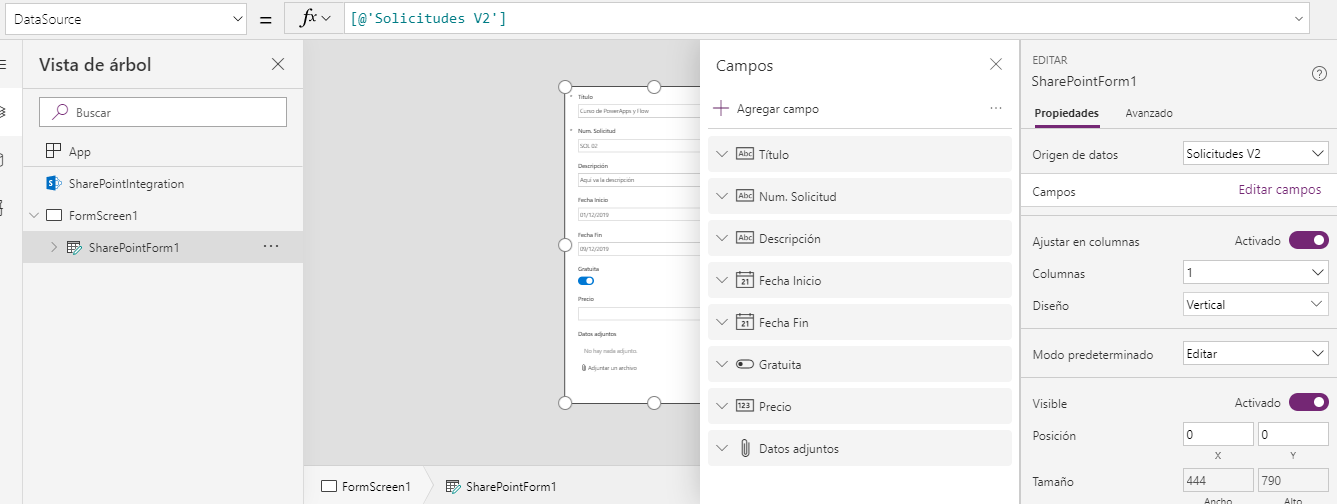 DataSource
=
fx
[@'Solicitudes V2']
Vista de árbol
Buscar
App
SharePointIntegration
FormScreen1
SharePointForm1
...
* Título
Curso de PowerApps y Flow
* Num. Solicitud
SOL 02
Descripción
Aqui va la descripción
Fecha Inicio
01/12/2019
Fecha Fin
09/12/2019
Gratuita
Precio
Datos adjuntos
No hay nada adjunto.
Adjuntar un archivo
FormScreen1
SharePointForm1
Campos
Agregar campo
...
Abc Título
Abc Num. Solicitud
Abc Descripción
21 Fecha Inicio
21 Fecha Fin
Gratuita
123 Precio
Datos adjuntos
EDITAR
SharePointForm1
?
Propiedades Avanzado
Origen de datos Solicitudes V2
Campos Editar campos
Ajustar en columnas Activado
Columnas 1
Diseño Vertical
Modo predeterminado Editar
Visible Activado
Posición 0 0
X Y
Tamaño 444 790
Ancho Alto